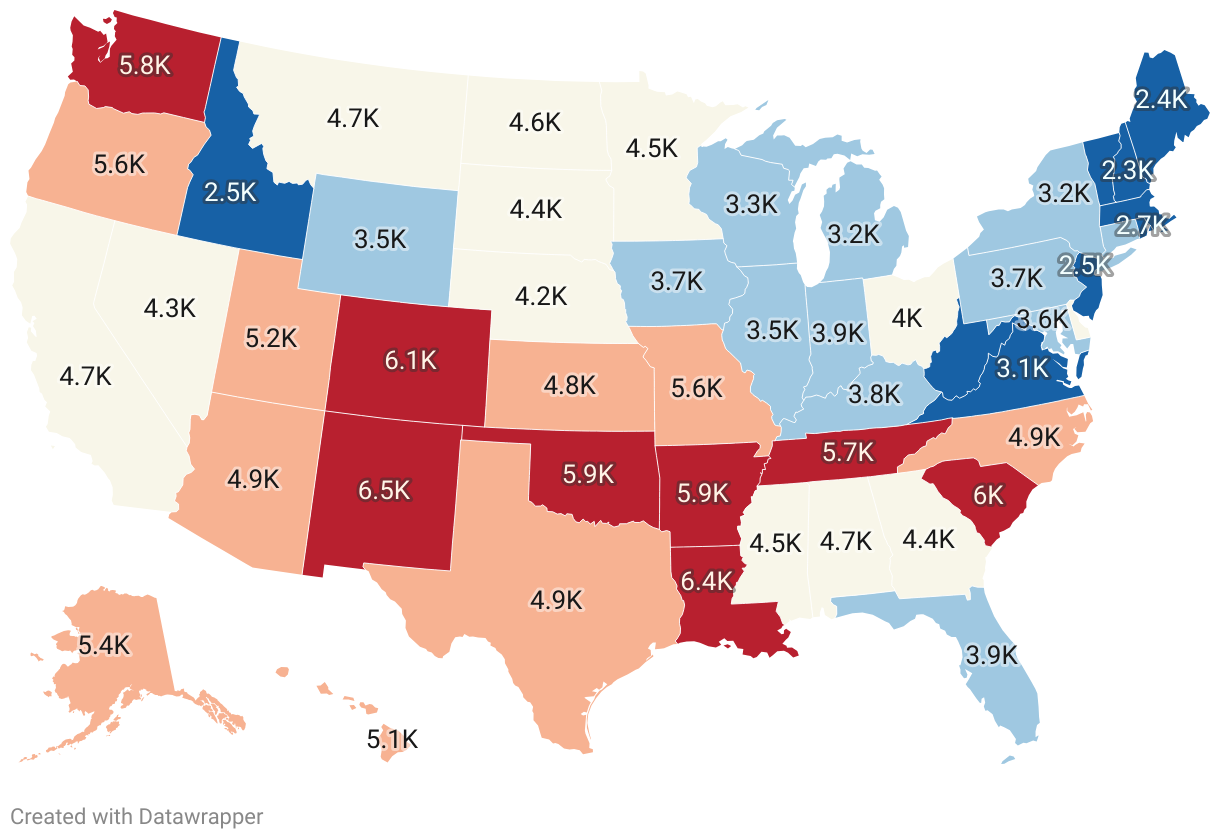 5.8K
2.4K
4.7K
4.6K
4.5K
5.6K
2.3K
2.5K
3.2K
3.3K
4.4K
2.7K
3.5K
3.2K
2.5K
3.7K
3.7K
4.2K
4.3K
4K
3.6K
5.2K
3.5K
3.9K
6.1K
3.1K
4.7K
4.8K
5.6K
3.8K
4.9K
5.7K
5.9K
4.9K
6.5K
5.9K
6K
4.5K
4.7K
4.4K
6.4K
4.9K
5.4K
3.9K
5.1K
Created with Datawrapper